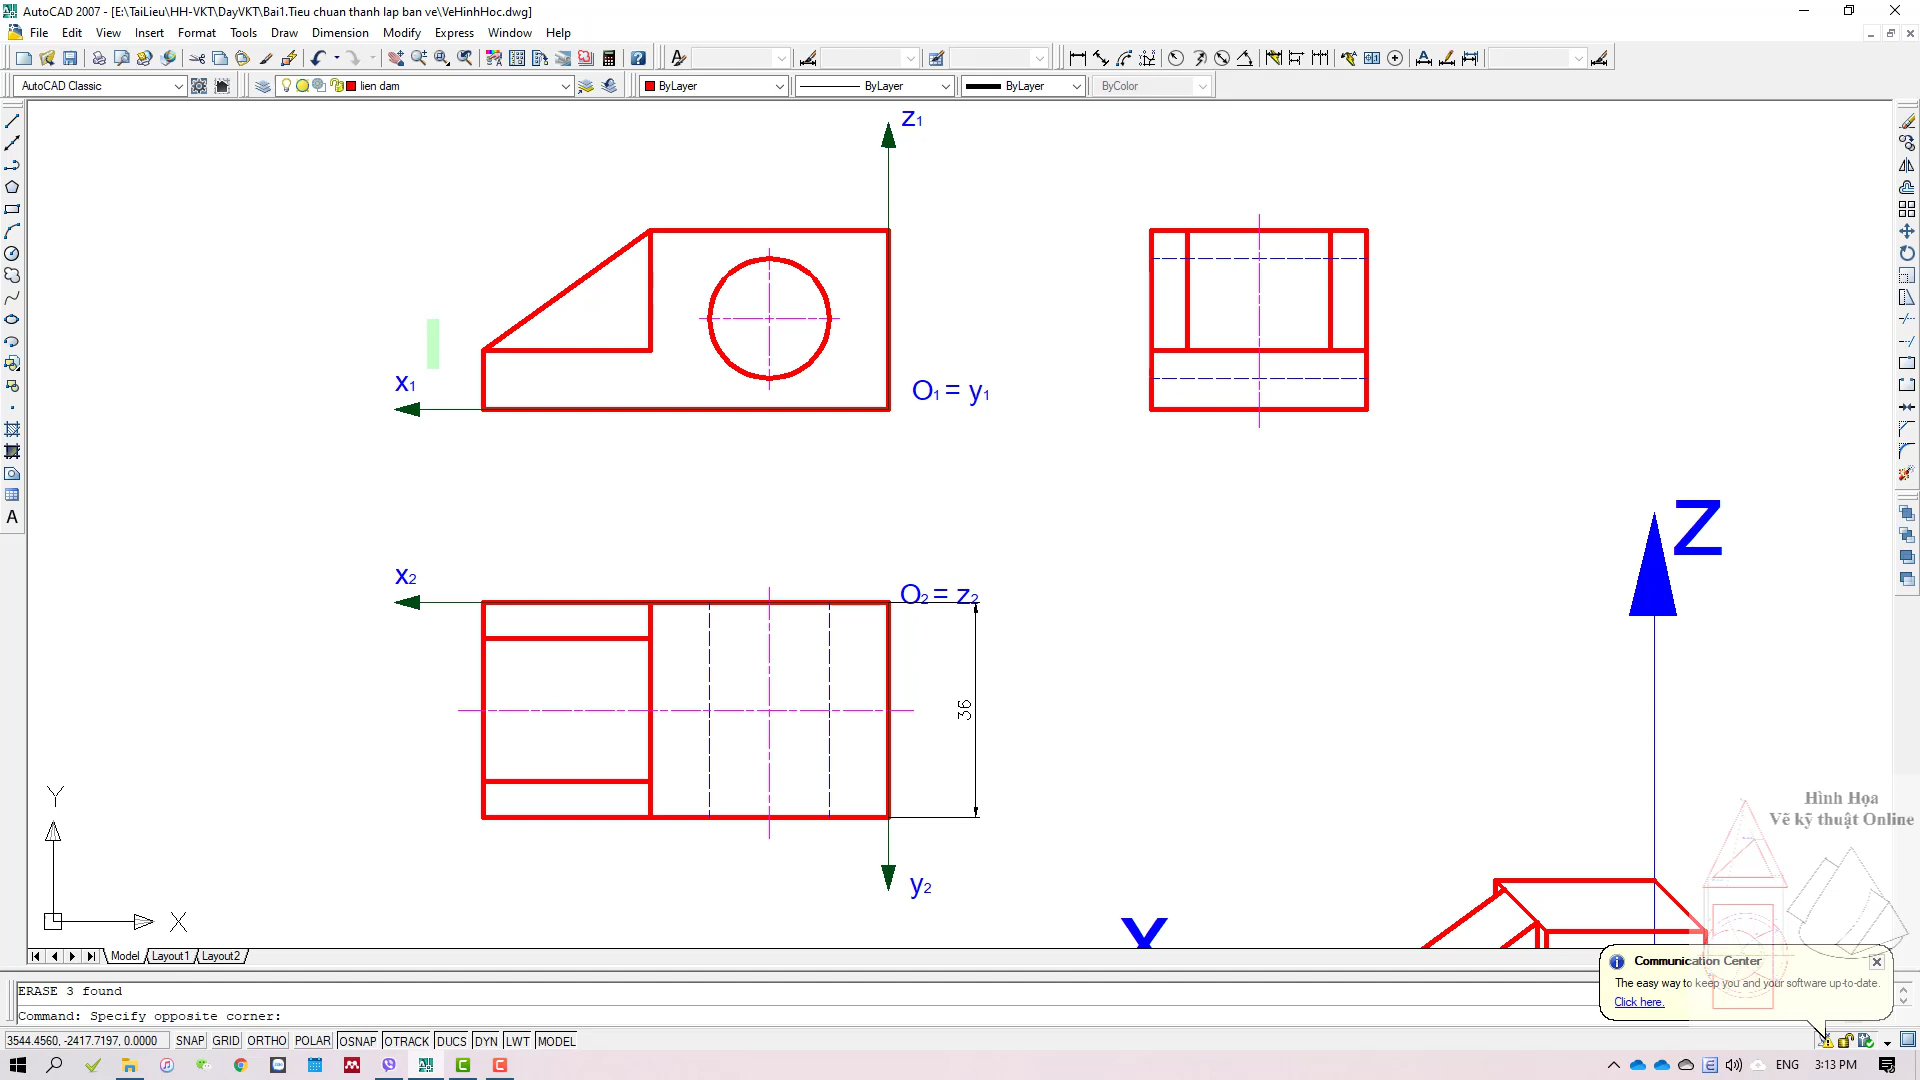 AutoCAD 2007 - [E:\TaiLieu\HH-VKT\DayVKT\Bai1.Tieu chuan thanh lap ban ve\VeHinhHoc.dwg]
File Edit View Insert Format Tools Draw Dimension Modify Express Window Help
AutoCAD Classic
lien dam
ByLayer
ByLayer
ByLayer
ByColor
z1
x1
O1 = y1
x2
O2 = z2
36
y2
Z
X
Y
X
Hình Họa
Vẽ kỹ thuật Online
Model Layout1 Layout2
Communication Center
The easy way to keep you and your software up-to-date.
Click here.
ERASE 3 found
Command: Specify opposite corner:
3544.4560, -2417.7197, 0.0000 SNAP GRID ORTHO POLAR OSNAP OTRACK DUCS DYN LWT MODEL
ENG 3:13 PM